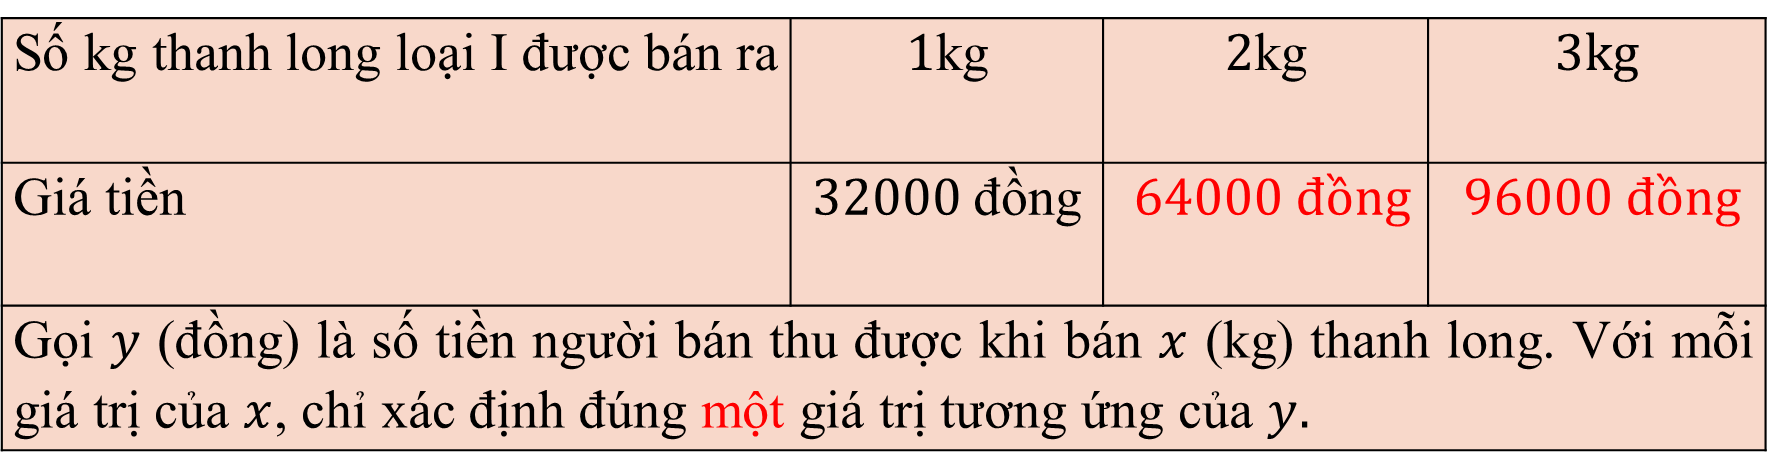 Số kg thanh long loại I được bán ra 1kg 2kg 3kg
Giá tiền 32000 đồng 64000 đồng 96000 đồng
Gọi y (đồng) là số tiền người bán thu được khi bán x (kg) thanh long. Với mỗi
giá trị của x, chỉ xác định đúng một giá trị tương ứng của y.